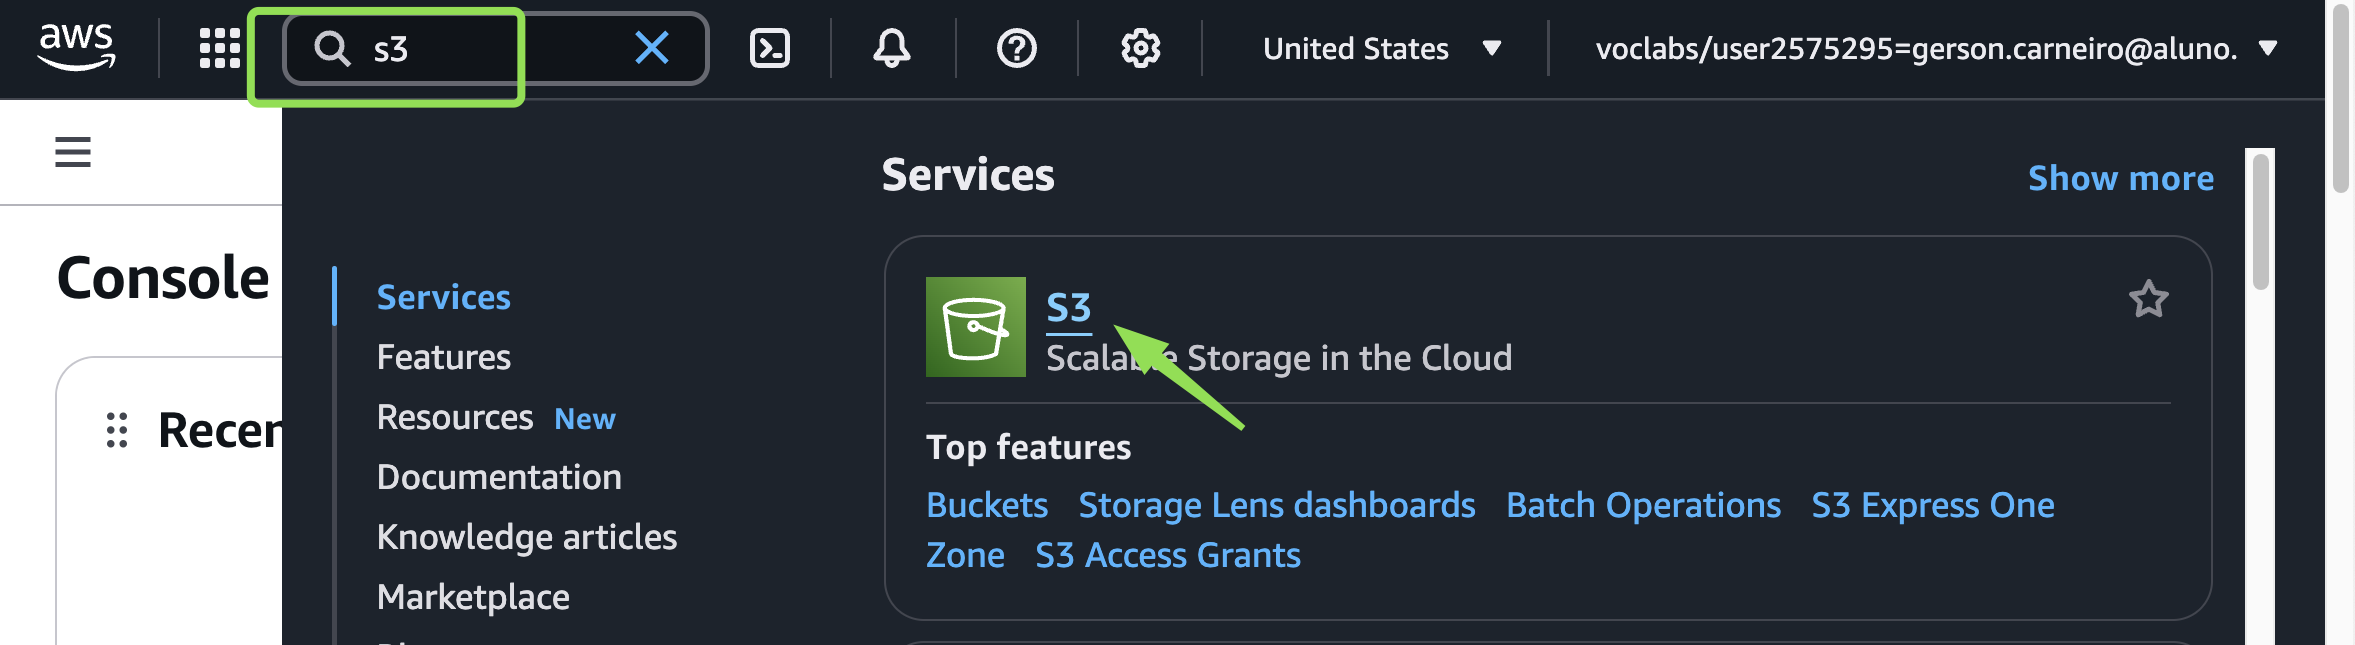 aws
s3
United States
voclabs/user2575295=gerson.carneiro@aluno.
Console
Recen
Services
Features
Resources New
Documentation
Knowledge articles
Marketplace
Services
Show more
S3
Scalable Storage in the Cloud
Top features
Buckets Storage Lens dashboards Batch Operations S3 Express One
Zone S3 Access Grants